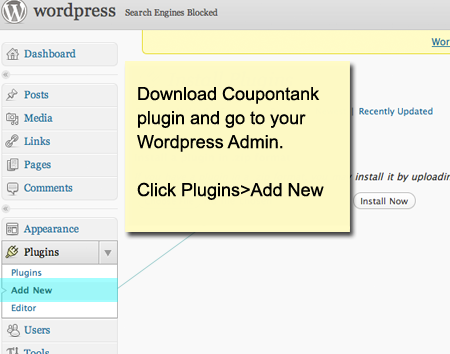 wordpress Search Engines Blocked
Dashboard
Wor
Posts
Media
Links
Pages
Comments
Appearance
Plugins
Plugins
Add New
Editor
Users
Tools
Download Coupontank
plugin and go to your
Wordpress Admin.
Click Plugins>Add New
Recently Updated
install it by uploadin
Install Now